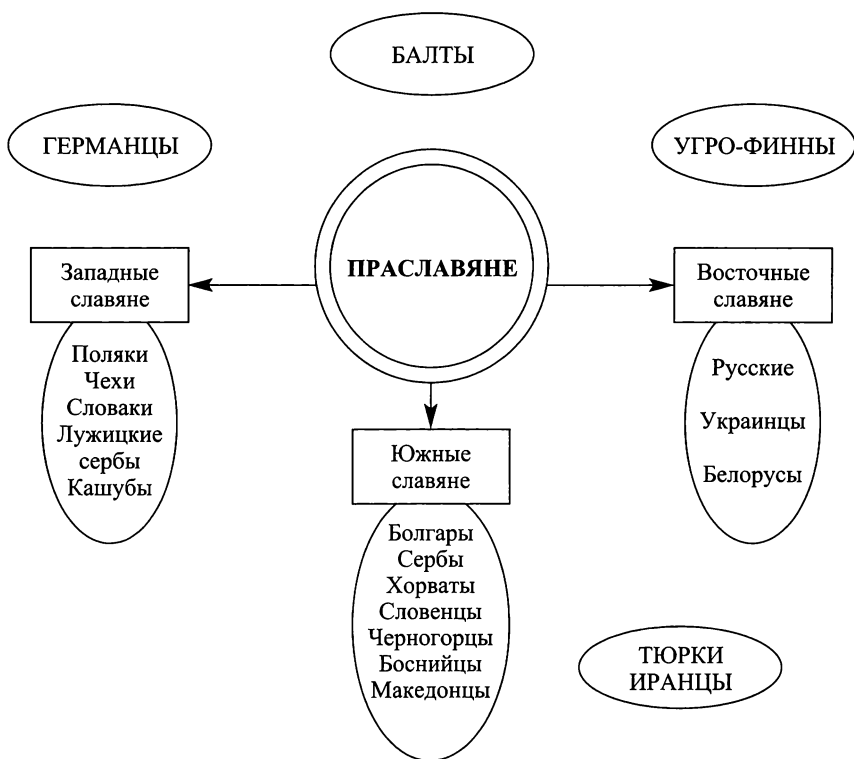 БАЛТЫ
ГЕРМАНЦЫ
УГРО-ФИННЫ
ПРАСЛАВЯНЕ
Западные
славяне
Восточные
славяне
Поляки
Чехи
Словаки
Лужицкие
сербы
Кашубы
Русские
Украинцы
Белорусы
Южные
славяне
Болгары
Сербы
Хорваты
Словенцы
Черногорцы
Боснийцы
Македонцы
ТЮРКИ
ИРАНЦЫ